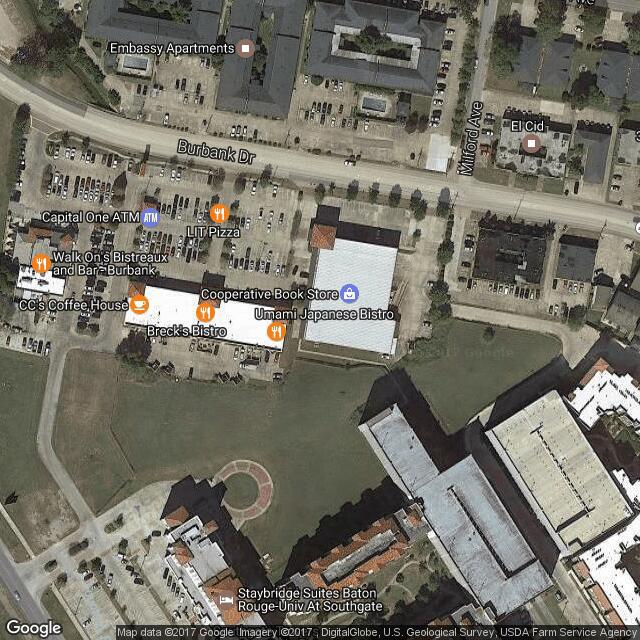 Embassy Apartments
Milford Ave
El Cid
Burbank Dr
Capital One ATM
ATM
LIT Pizza
Walk On's Bistreaux
and Bar - Burbank
Cooperative Book Store
CC's Coffee House
Umami Japanese Bistro
Breck's Bistro
Staybridge Suites Baton
Rouge-Univ At Southgate
Google
Map data ©2017 Google Imagery ©2017 , DigitalGlobe, U.S. Geological Survey, USDA Farm Service Agency